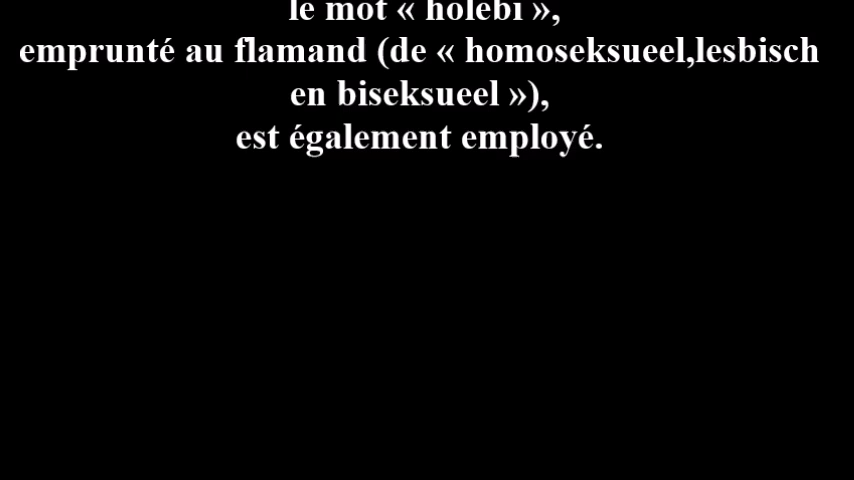 le mot « holebi »,
emprunté au flamand (de « homoseksueel,lesbisch
en biseksueel »),
est également employé.